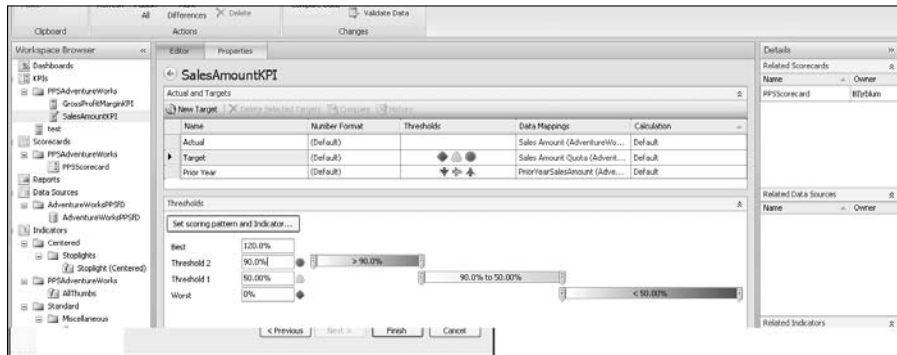 All
Differences
Delete
Validate Data
Clipboard
Actions
Changes
Workspace Browser «
Editor Properties
Details »
Dashboards
KPIs
PPSAdventureWorks
GrossProfitMarginKPI
SalesAmountKPI
test
Scorecards
PPSAdventureWorks
PPSScorecard
Reports
Data Sources
AdventureWorksPPSfD
AdventureWorksPPSfD
Indicators
Centered
Stoplights
Stoplight (Centered)
PPSAdventureWorks
AllThumbs
Standard
Miscellaneous
SalesAmountKPI
Actual and Targets
New Target Delete Selected Targets Compare History
Name Number Format Thresholds Data Mappings Calculation
Actual (Default) Sales Amount (AdventureWo... Default
Target (Default) Sales Amount Quota (Advent... Default
Prior Year (Default) PriorYearSalesAmount (Adve... Default
Thresholds
Set scoring pattern and Indicator...
Best 120.0%
Threshold 2 90.0% > 90.0%
Threshold 1 50.00% 90.0% to 50.00%
Worst 0% < 50.00%
Related Scorecards
Name Owner
PPSScorecard
Related Data Sources
Name Owner
Related Indicators
< Previous Next > Finish Cancel